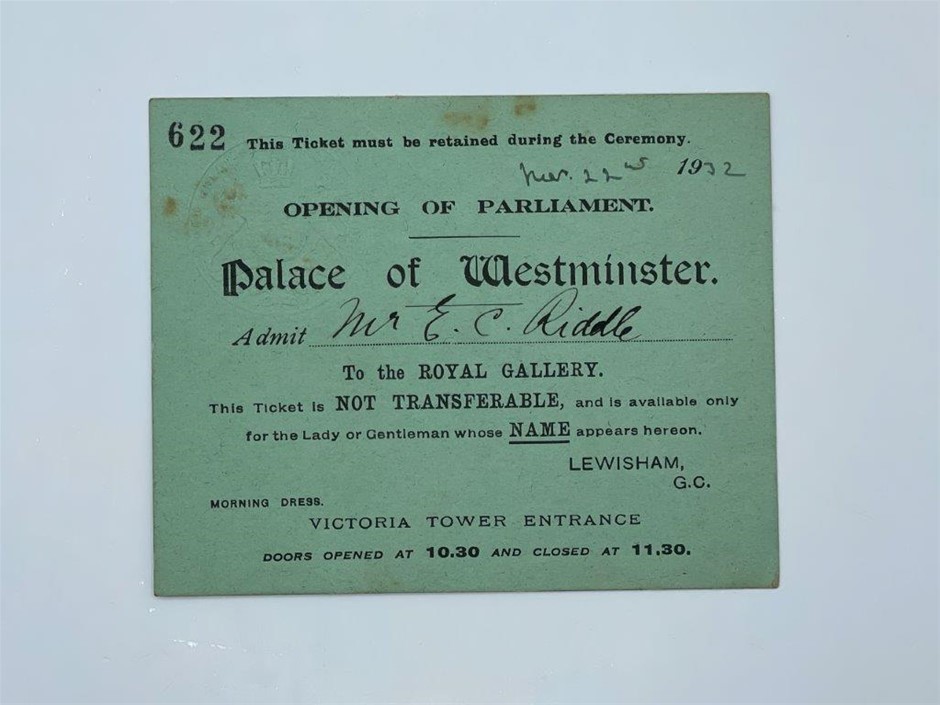 622 This Ticket must be retained during the Ceremony.
Nov. 22nd 1932
OPENING OF PARLIAMENT.
Palace of Westminster.
Admit Mr E. C. Riddle
To the ROYAL GALLERY.
This Ticket is NOT TRANSFERABLE, and is available only
for the Lady or Gentleman whose NAME appears hereon.
LEWISHAM,
G.C.
MORNING DRESS.
VICTORIA TOWER ENTRANCE
DOORS OPENED AT 10.30 AND CLOSED AT 11.30.